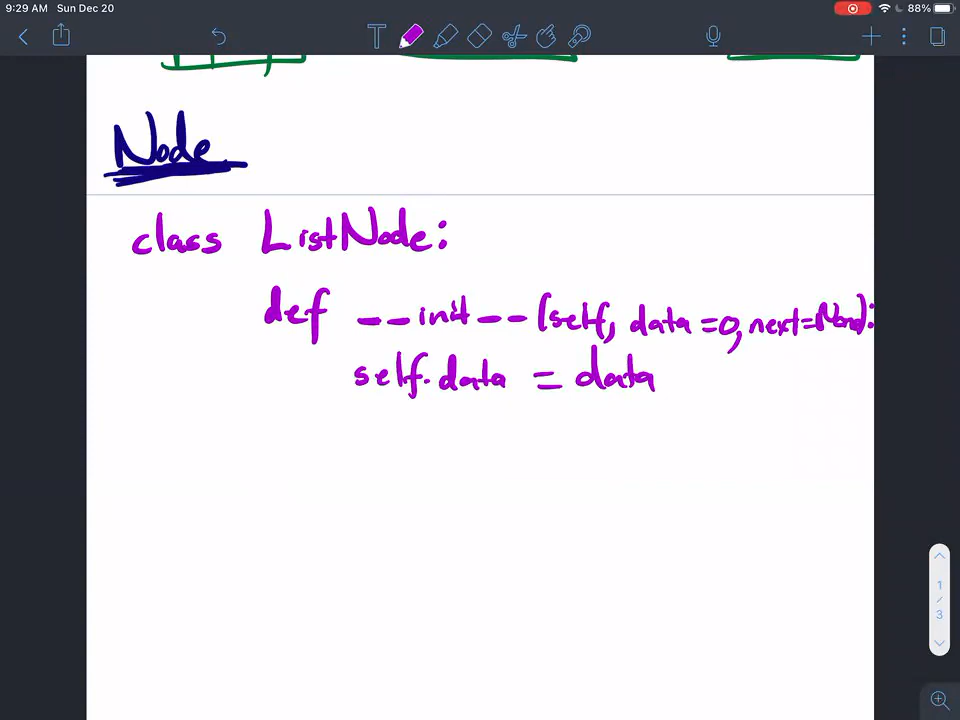 9:29 AM Sun Dec 20
88%
Node
class ListNode:
def __init__(self, data=0, next=None):
self.data = data
1
/
3